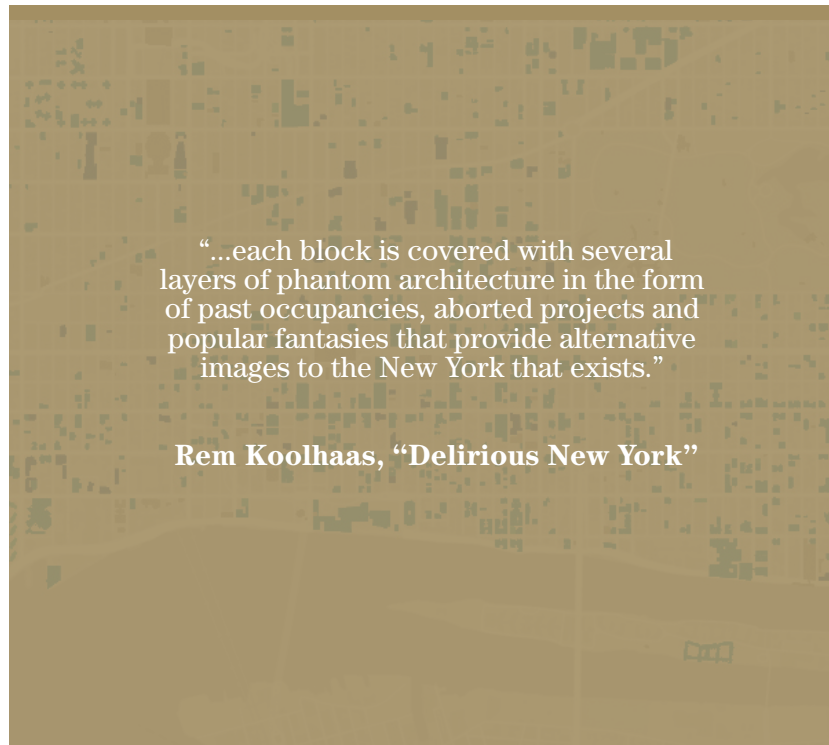 “...each block is covered with several
layers of phantom architecture in the form
of past occupancies, aborted projects and
popular fantasies that provide alternative
images to the New York that exists.”
Rem Koolhaas, “Delirious New York”